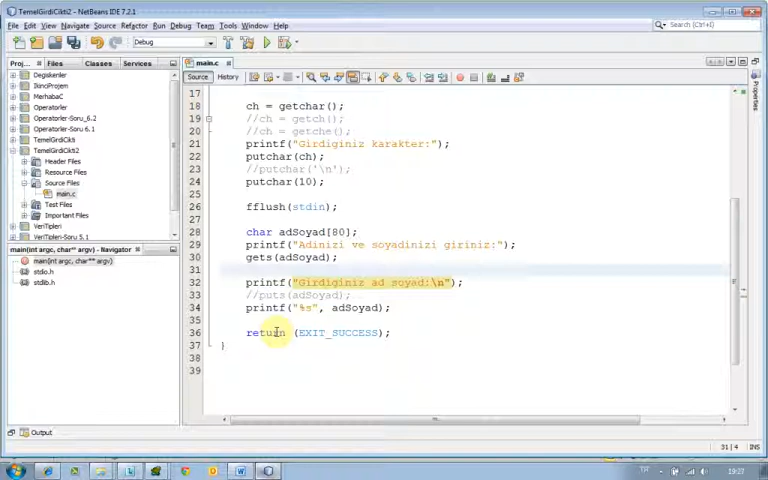 TemelGirdiCikti2 - NetBeans IDE 7.2.1
File Edit View Navigate Source Refactor Run Debug Team Tools Window Help
Search (Ctrl+I)
Debug
Proj... Files Classes Services
main.c
Source History
Degiskenler
IkinciProjem
MerhabaC
Operatorler
Operatorler-Soru_6.2
Operatorler-Soru 6.1
TemelGirdiCikti
TemelGirdiCikti2
Header Files
Resource Files
Source Files
main.c
Test Files
Important Files
VeriTipleri
VeriTipleri-Soru 5.1
main(int argc, char** argv) - Navigator
main(int argc, char** argv)
stdio.h
stdlib.h
17
18 ch = getchar();
19 //ch = getch();
20 //ch = getche();
21 printf("Girdiginiz karakter:");
22 putchar(ch);
23 //putchar('\n');
24 putchar(10);
25
26 fflush(stdin);
27
28 char adSoyad[80];
29 printf("Adinizi ve soyadinizi giriniz:");
30 gets(adSoyad);
31
32 printf("Girdiginiz ad soyad:\n");
33 //puts(adSoyad);
34 printf("%s", adSoyad);
35
36 return (EXIT_SUCCESS);
37 }
38
39
Properties
Output
31 | 4
TR
19:27